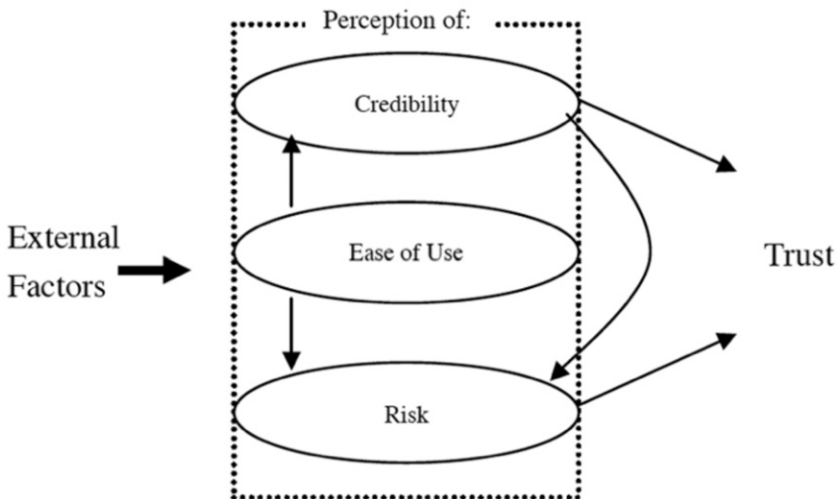 Perception of:
Credibility
Ease of Use
Risk
External
Factors
Trust